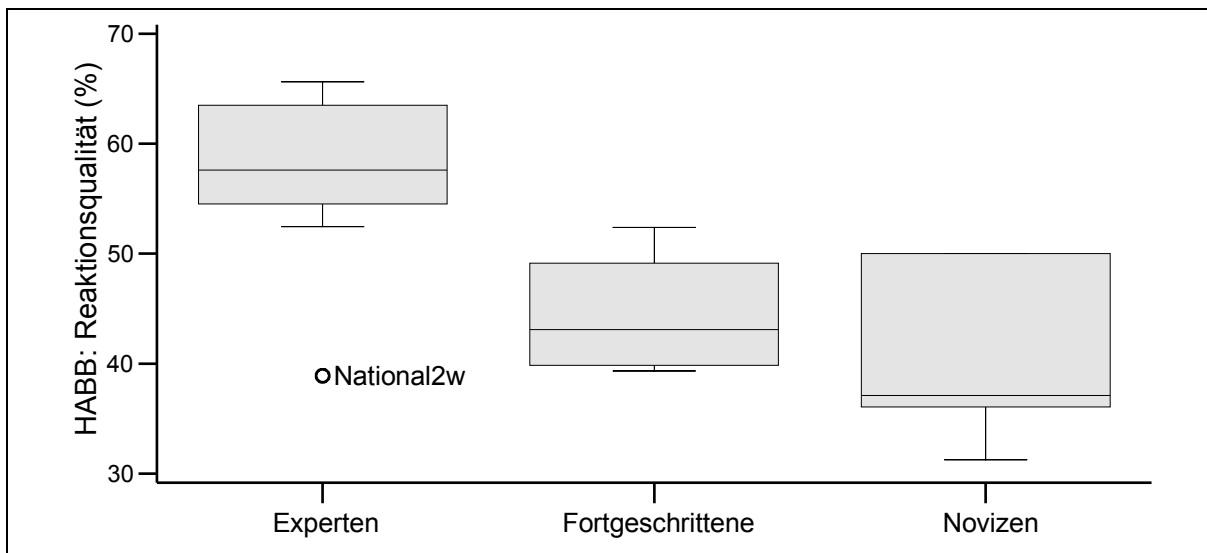 HABB: Reaktionsqualität (%)
70
60
50
40
30
National2w
Experten
Fortgeschrittene
Novizen